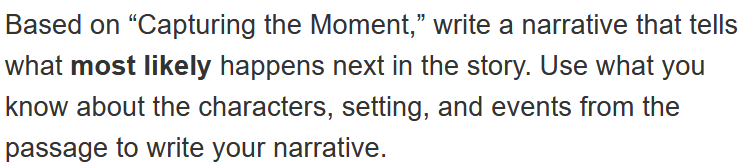 Based on “Capturing the Moment,” write a narrative that tells
what most likely happens next in the story. Use what you
know about the characters, setting, and events from the
passage to write your narrative.